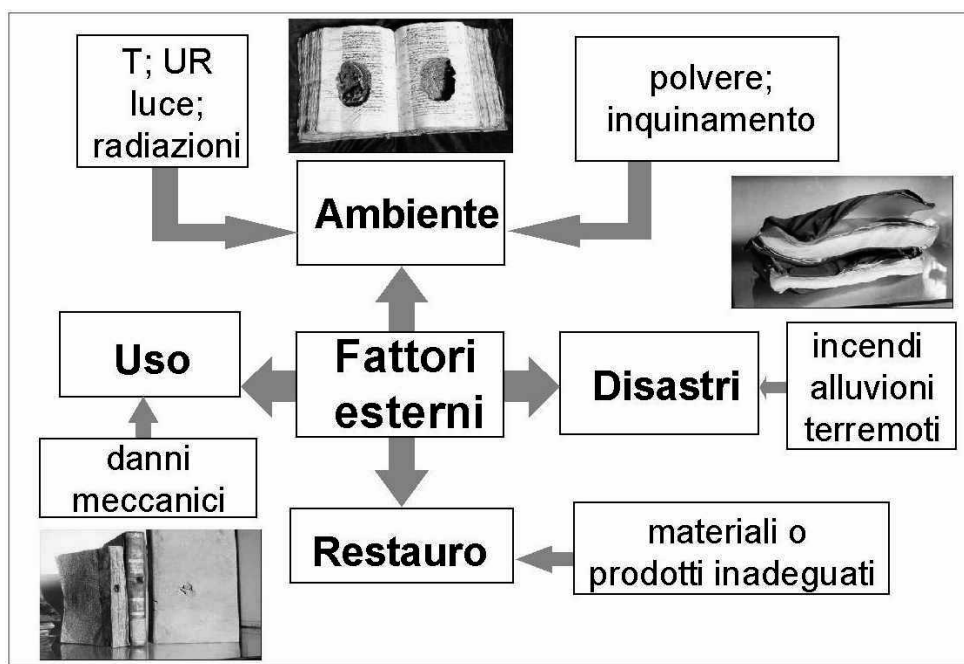 T; UR
luce;
radiazioni
polvere;
inquinamento
Ambiente
Uso
Fattori
esterni
Disastri
incendi
alluvioni
terremoti
danni
meccanici
Restauro
materiali o
prodotti inadeguati